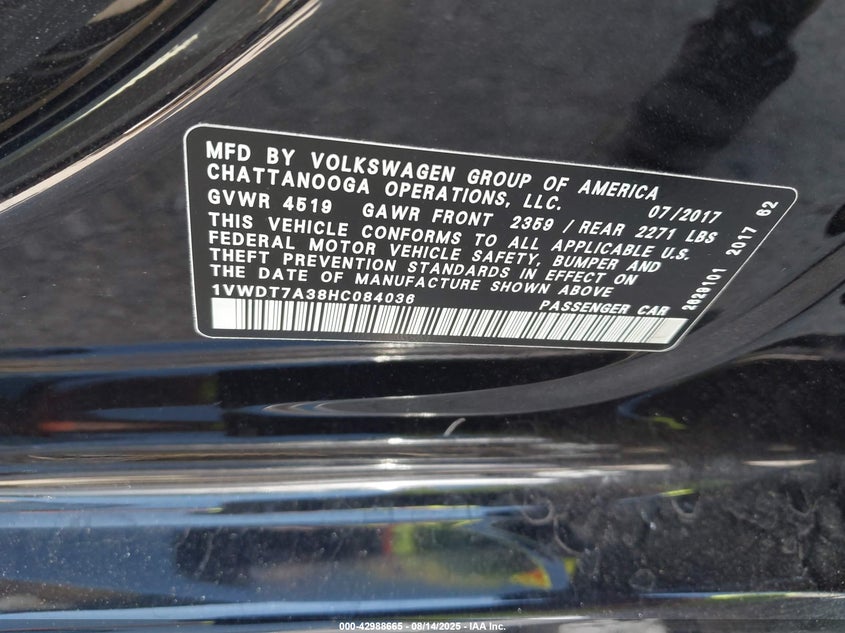 MFD BY VOLKSWAGEN GROUP OF AMERICA
CHATTANOOGA OPERATIONS, LLC. 07/2017
GVWR 4519 GAWR FRONT 2359 / REAR 2271 LBS
THIS VEHICLE CONFORMS TO ALL APPLICABLE U.S.
FEDERAL MOTOR VEHICLE SAFETY, BUMPER AND
THEFT PREVENTION STANDARDS IN EFFECT ON
THE DATE OF MANUFACTURE SHOWN ABOVE
1VWDT7A38HC084036 PASSENGER CAR
2629101 2017 62
000-42988665 - 08/14/2025 - IAA Inc.